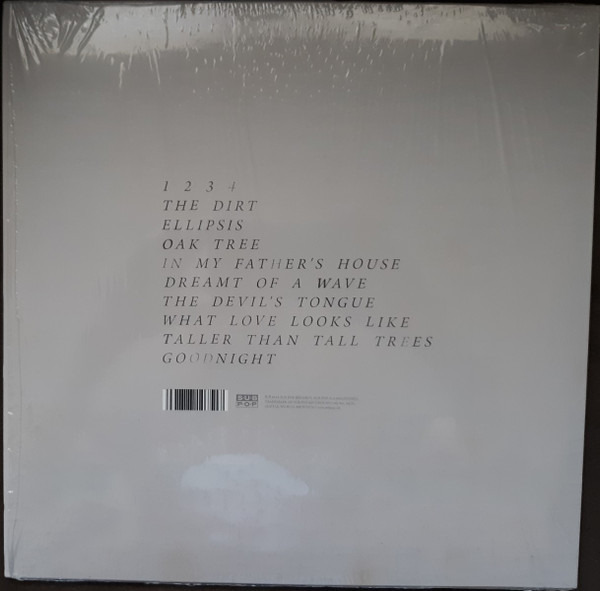 1 2 3 4
THE DIRT
ELLIPSIS
OAK TREE
IN MY FATHER'S HOUSE
DREAMT OF A WAVE
THE DEVIL'S TONGUE
WHAT LOVE LOOKS LIKE
TALLER THAN TALL TREES
GOODNIGHT
SUB
POP